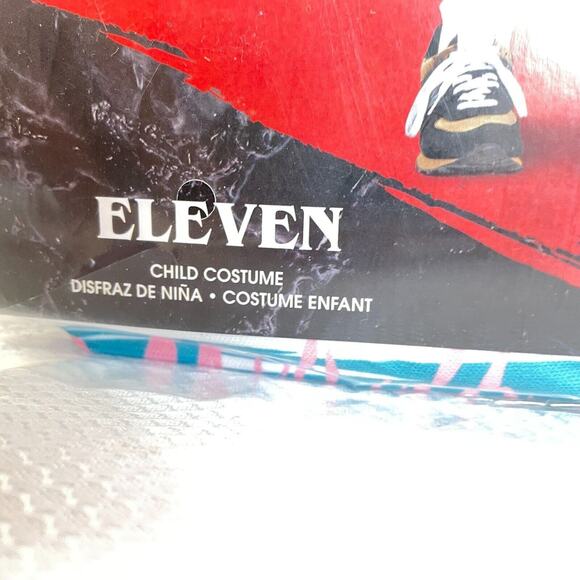 ELEVEN
CHILD COSTUME
DISFRAZ DE NIÑA • COSTUME ENFANT